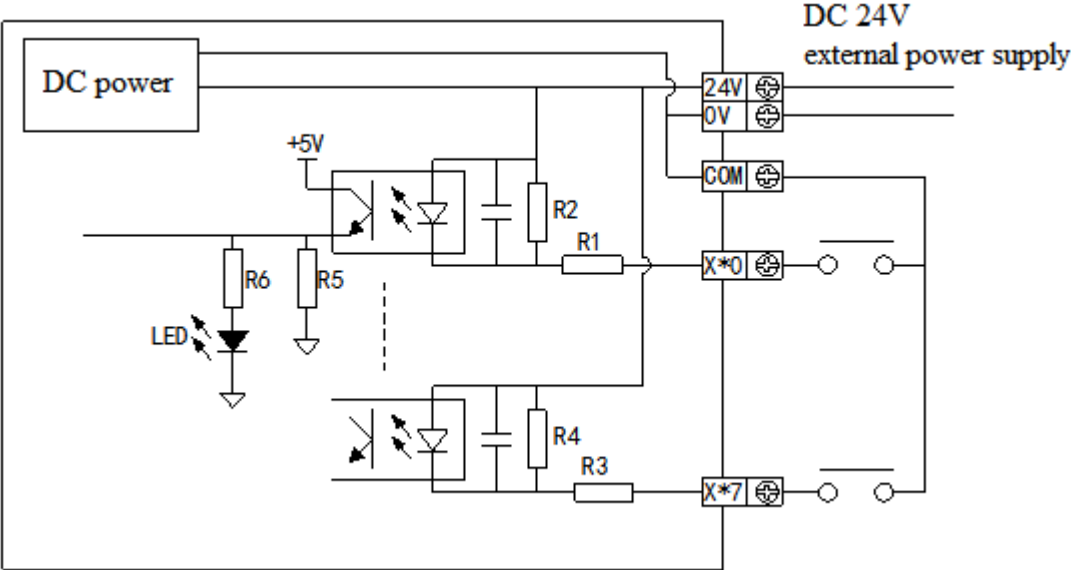 DC 24V
external power supply
DC power
24V
0V
+5V
COM
R2
R1
X*0
R6
R5
LED
R4
R3
X*7